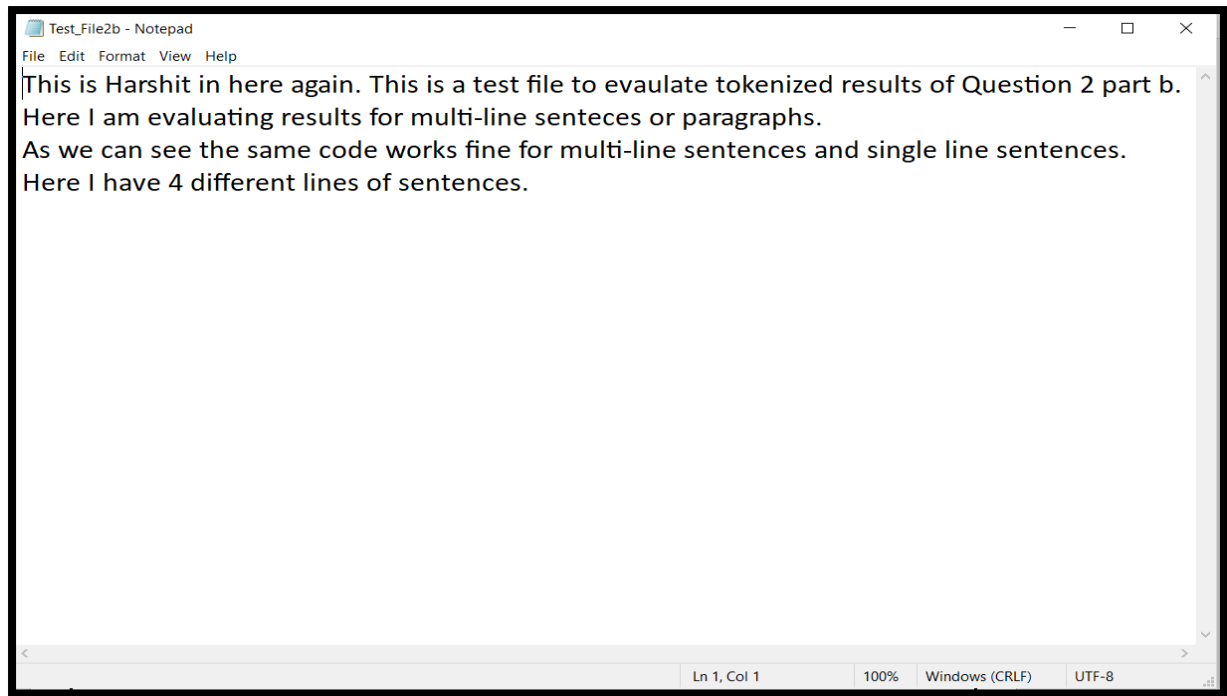 Test_File2b - Notepad
File Edit Format View Help
This is Harshit in here again. This is a test file to evaulate tokenized results of Question 2 part b.
Here I am evaluating results for multi-line senteces or paragraphs.
As we can see the same code works fine for multi-line sentences and single line sentences.
Here I have 4 different lines of sentences.
Ln 1, Col 1 100% Windows (CRLF) UTF-8